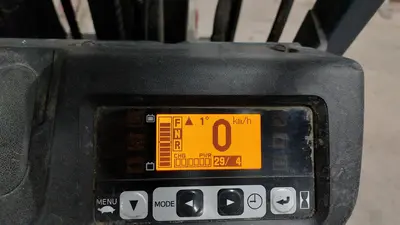 F ▲ 1° km/h
N 0
R
CHG PWR
29/ 4
MENU MODE